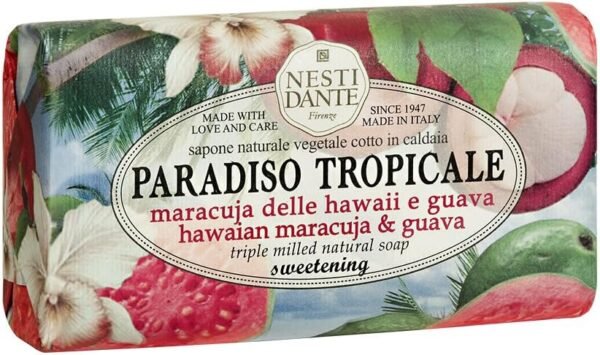 NESTI
DANTE
Firenze
MADE WITH
LOVE AND CARE
SINCE 1947
MADE IN ITALY
sapone naturale vegetale cotto in caldaia
PARADISO TROPICALE
maracuja delle hawaii e guava
hawaiian maracuja & guava
triple milled natural soap
sweetening